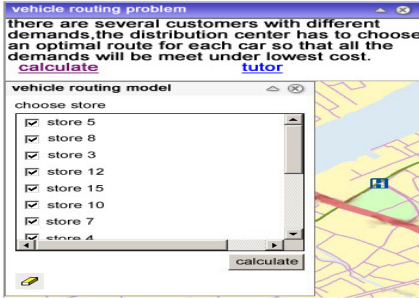 vehicle routing problem
there are several customers with different
demands,the distribution center has to choose
an optimal route for each car so that all the
demands will be meet under lowest cost.
calculate tutor
vehicle routing model
choose store
store 5
store 8
store 3
store 12
store 15
store 10
store 7
store 4
calculate
H